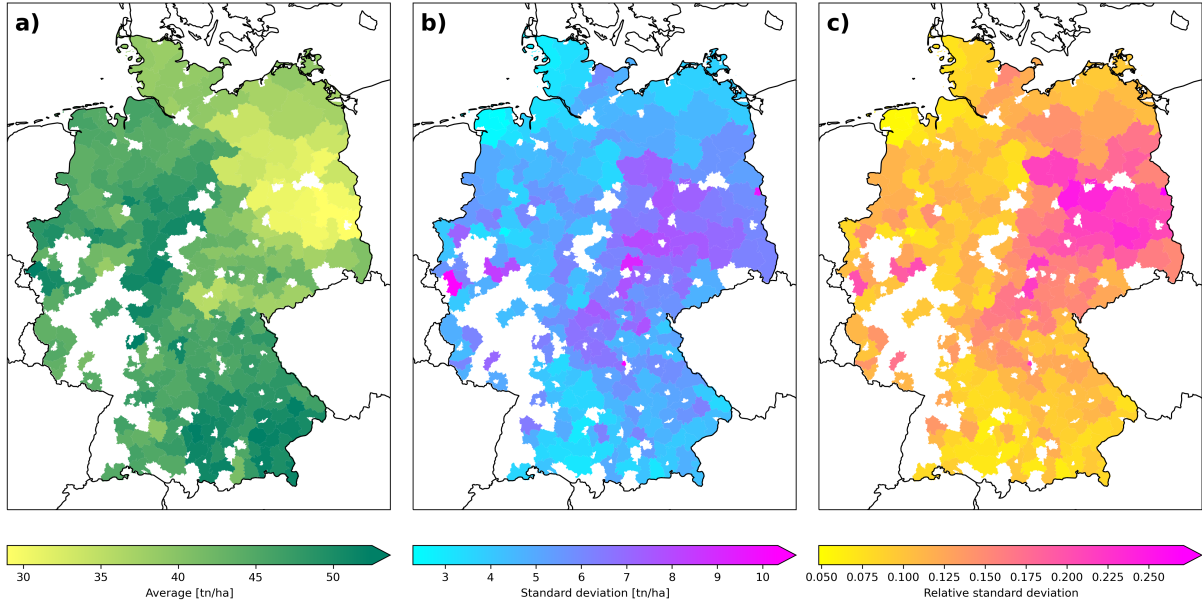 a)
b)
c)
30 35 40 45 50
3 4 5 6 7 8 9 10
0.050 0.075 0.100 0.125 0.150 0.175 0.200 0.225 0.250
Average [tn/ha]
Standard deviation [tn/ha]
Relative standard deviation